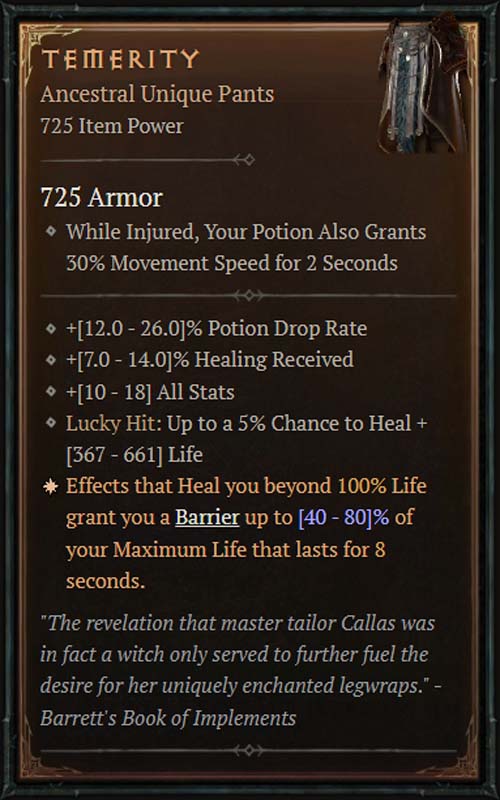 TEMERITY
Ancestral Unique Pants
725 Item Power
725 Armor
While Injured, Your Potion Also Grants
30% Movement Speed for 2 Seconds
+[12.0 - 26.0]% Potion Drop Rate
+[7.0 - 14.0]% Healing Received
+[10 - 18] All Stats
Lucky Hit: Up to a 5% Chance to Heal +
[367 - 661] Life
Effects that Heal you beyond 100% Life
grant you a Barrier up to [40 - 80]% of
your Maximum Life that lasts for 8
seconds.
"The revelation that master tailor Callas was
in fact a witch only served to further fuel the
desire for her uniquely enchanted legwraps." -
Barrett's Book of Implements